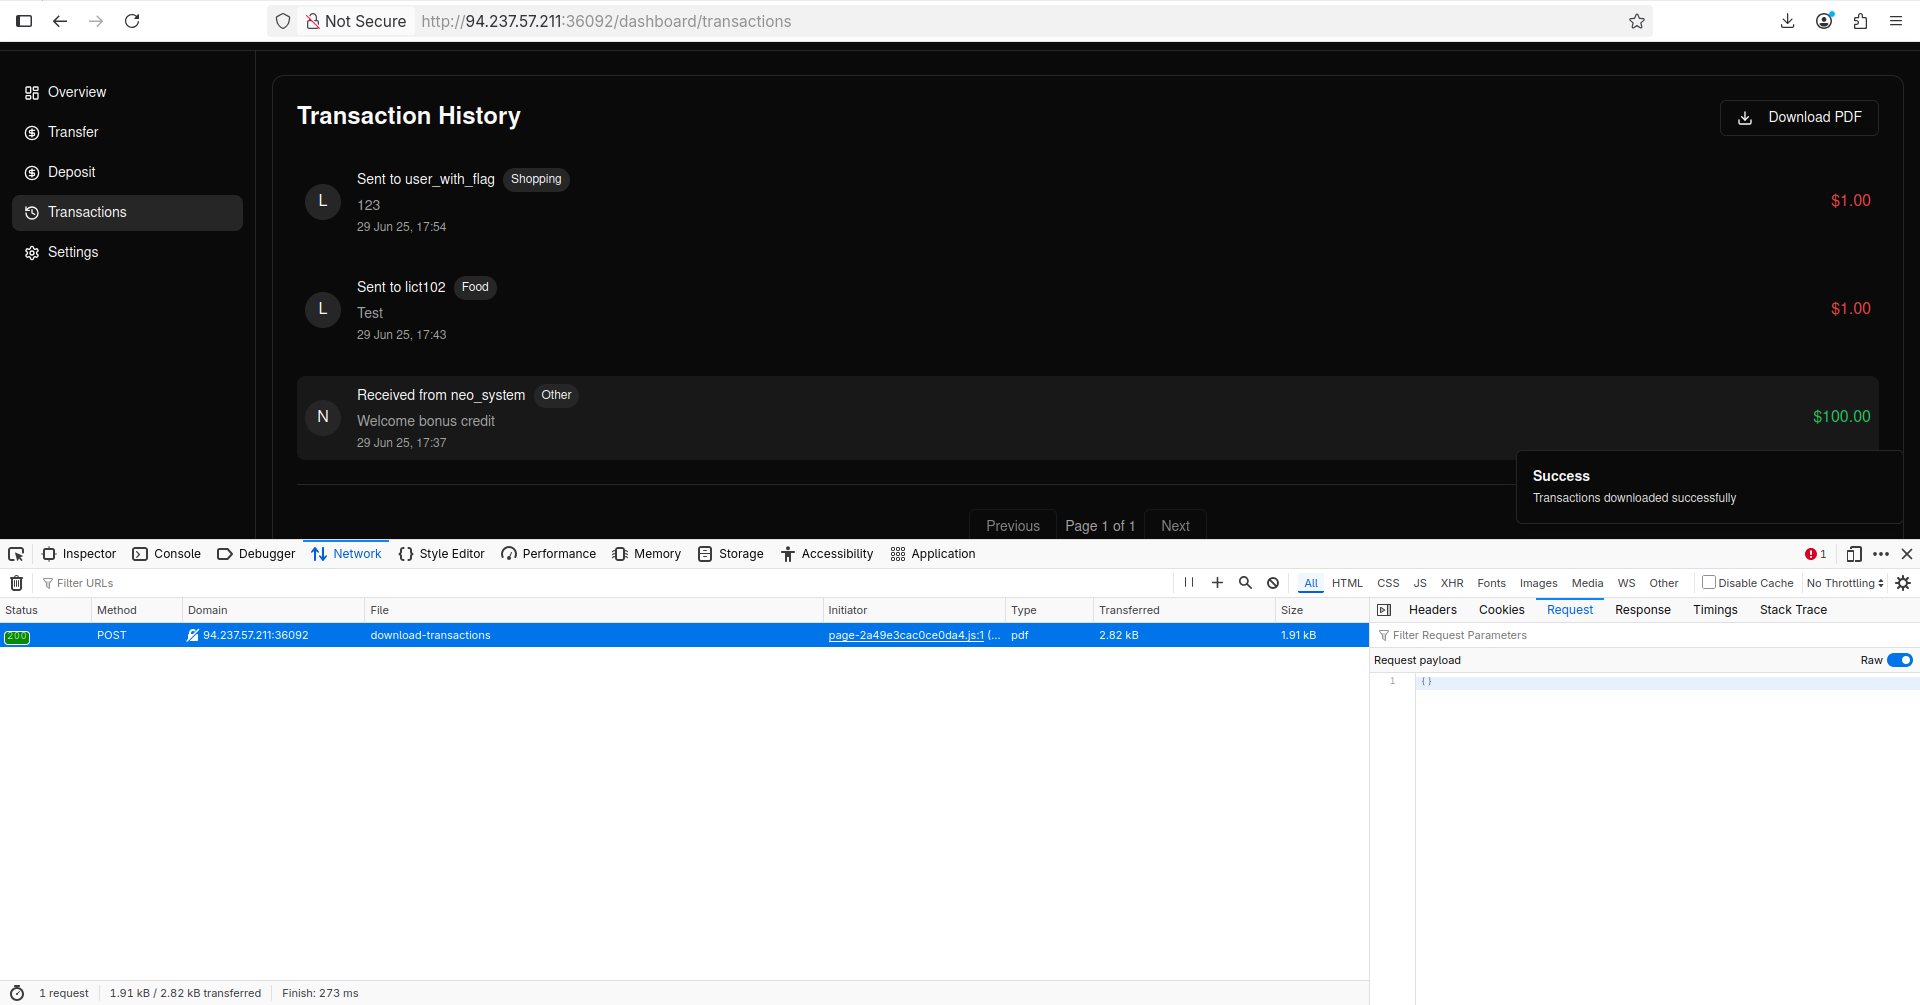 Not Secure
http://94.237.57.211:36092/dashboard/transactions
Overview
Transfer
Deposit
Transactions
Settings
Transaction History
Download PDF
L
Sent to user_with_flag
Shopping
123
29 Jun 25, 17:54
$1.00
L
Sent to lict102
Food
Test
29 Jun 25, 17:43
$1.00
N
Received from neo_system
Other
Welcome bonus credit
29 Jun 25, 17:37
$100.00
Success
Transactions downloaded successfully
Previous
Page 1 of 1
Next
Inspector
Console
Debugger
Network
Style Editor
Performance
Memory
Storage
Accessibility
Application
1
Filter URLs
All
HTML
CSS
JS
XHR
Fonts
Images
Media
WS
Other
Disable Cache
No Throttling
Status
Method
Domain
File
Initiator
Type
Transferred
Size
200
POST
94.237.57.211:36092
download-transactions
page-2a49e3cac0ce0da4.js:1 (...
pdf
2.82 kB
1.91 kB
Headers
Cookies
Request
Response
Timings
Stack Trace
Filter Request Parameters
Request payload
Raw
1
{}
1 request
1.91 kB / 2.82 kB transferred
Finish: 273 ms